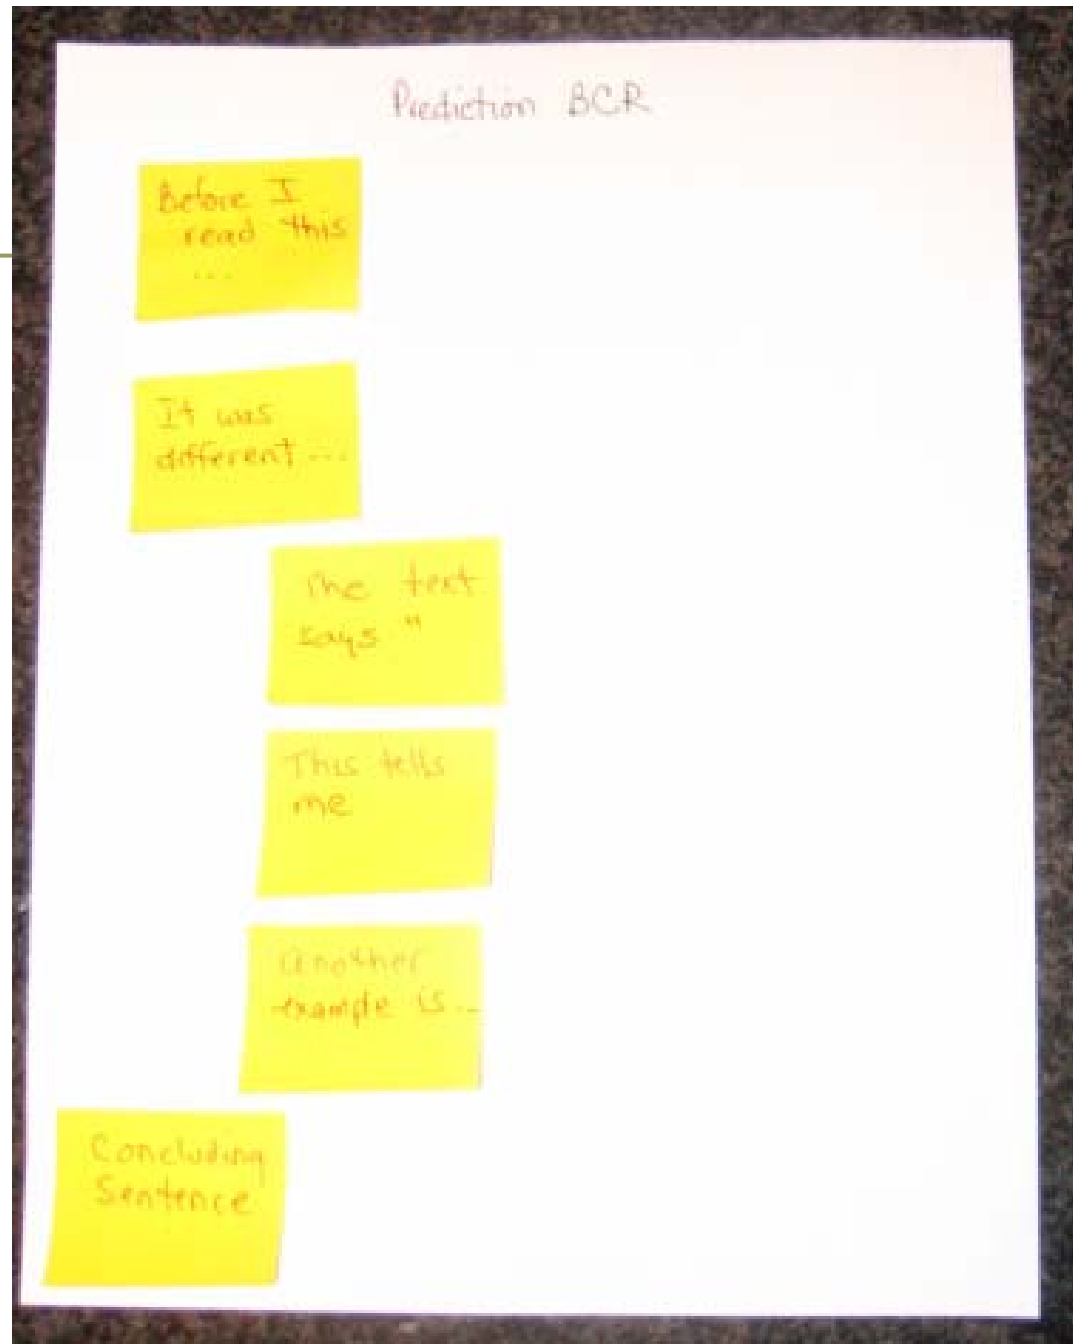 Prediction BCR
Before I
read this
...
It was
different ...
The text
says "
This tells
me
Another
example is ..
Concluding
Sentence